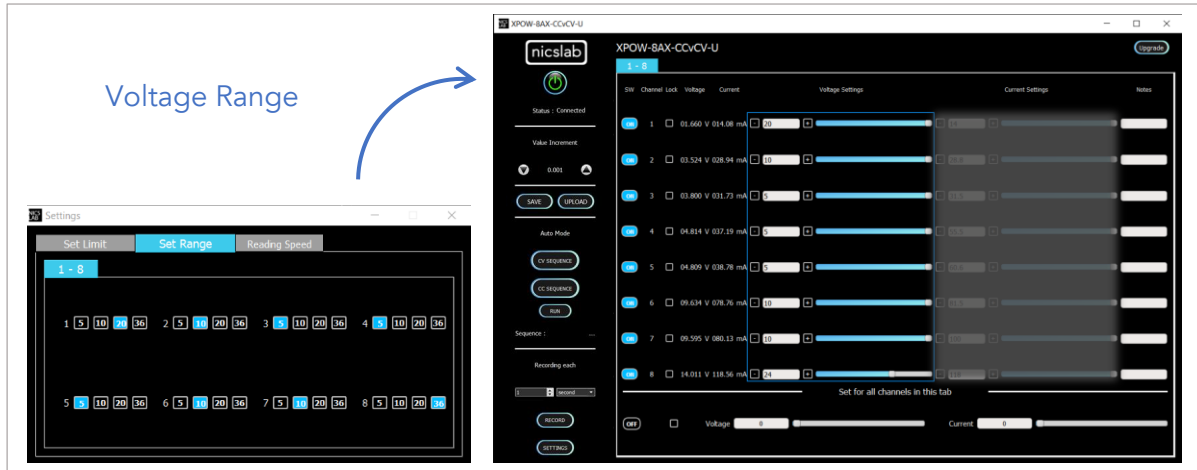 Voltage Range
NICS LAB Settings
Set Limit Set Range Readng Speed
1 - 8
1 5 10 20 36 2 5 10 20 36 3 5 10 20 36 4 5 10 20 36
5 5 10 20 36 6 5 10 20 36 7 5 10 20 36 8 5 10 20 36
XPOW-8AX-CCvCV-U
nicslab
Status : Connected
Value Increment
0.001
SAVE UPLOAD
Auto Mode
CV SEQUENCE
CC SEQUENCE
RUN
Sequence : ...
Recording each
1 second
RECORD
SETTINGS
XPOW-8AX-CCvCV-U Upgrade
1 - 8
SW Channel Lock Voltage Current Voltage Settings Current Settings Notes
ON 1 01.660 V 014.08 mA - 20 +
ON 2 03.524 V 028.94 mA - 10 +
ON 3 03.800 V 031.73 mA - 5 +
ON 4 04.814 V 037.19 mA - 5 +
ON 5 04.809 V 038.78 mA - 5 +
ON 6 09.634 V 078.76 mA - 10 +
ON 7 09.595 V 080.13 mA - 10 +
ON 8 14.011 V 118.56 mA - 24 +
Set for all channels in this tab
OFF Voltage 0 Current 0